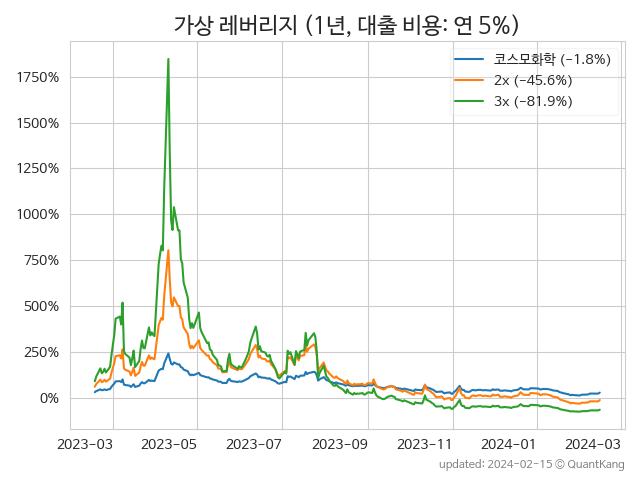 가상 레버리지 (1년, 대출 비용: 연 5%)
코스모화학 (-1.8%)
2x (-45.6%)
3x (-81.9%)
1750%
1500%
1250%
1000%
750%
500%
250%
0%
2023-03 2023-05 2023-07 2023-09 2023-11 2024-01 2024-03
updated: 2024-02-15 © QuantKang